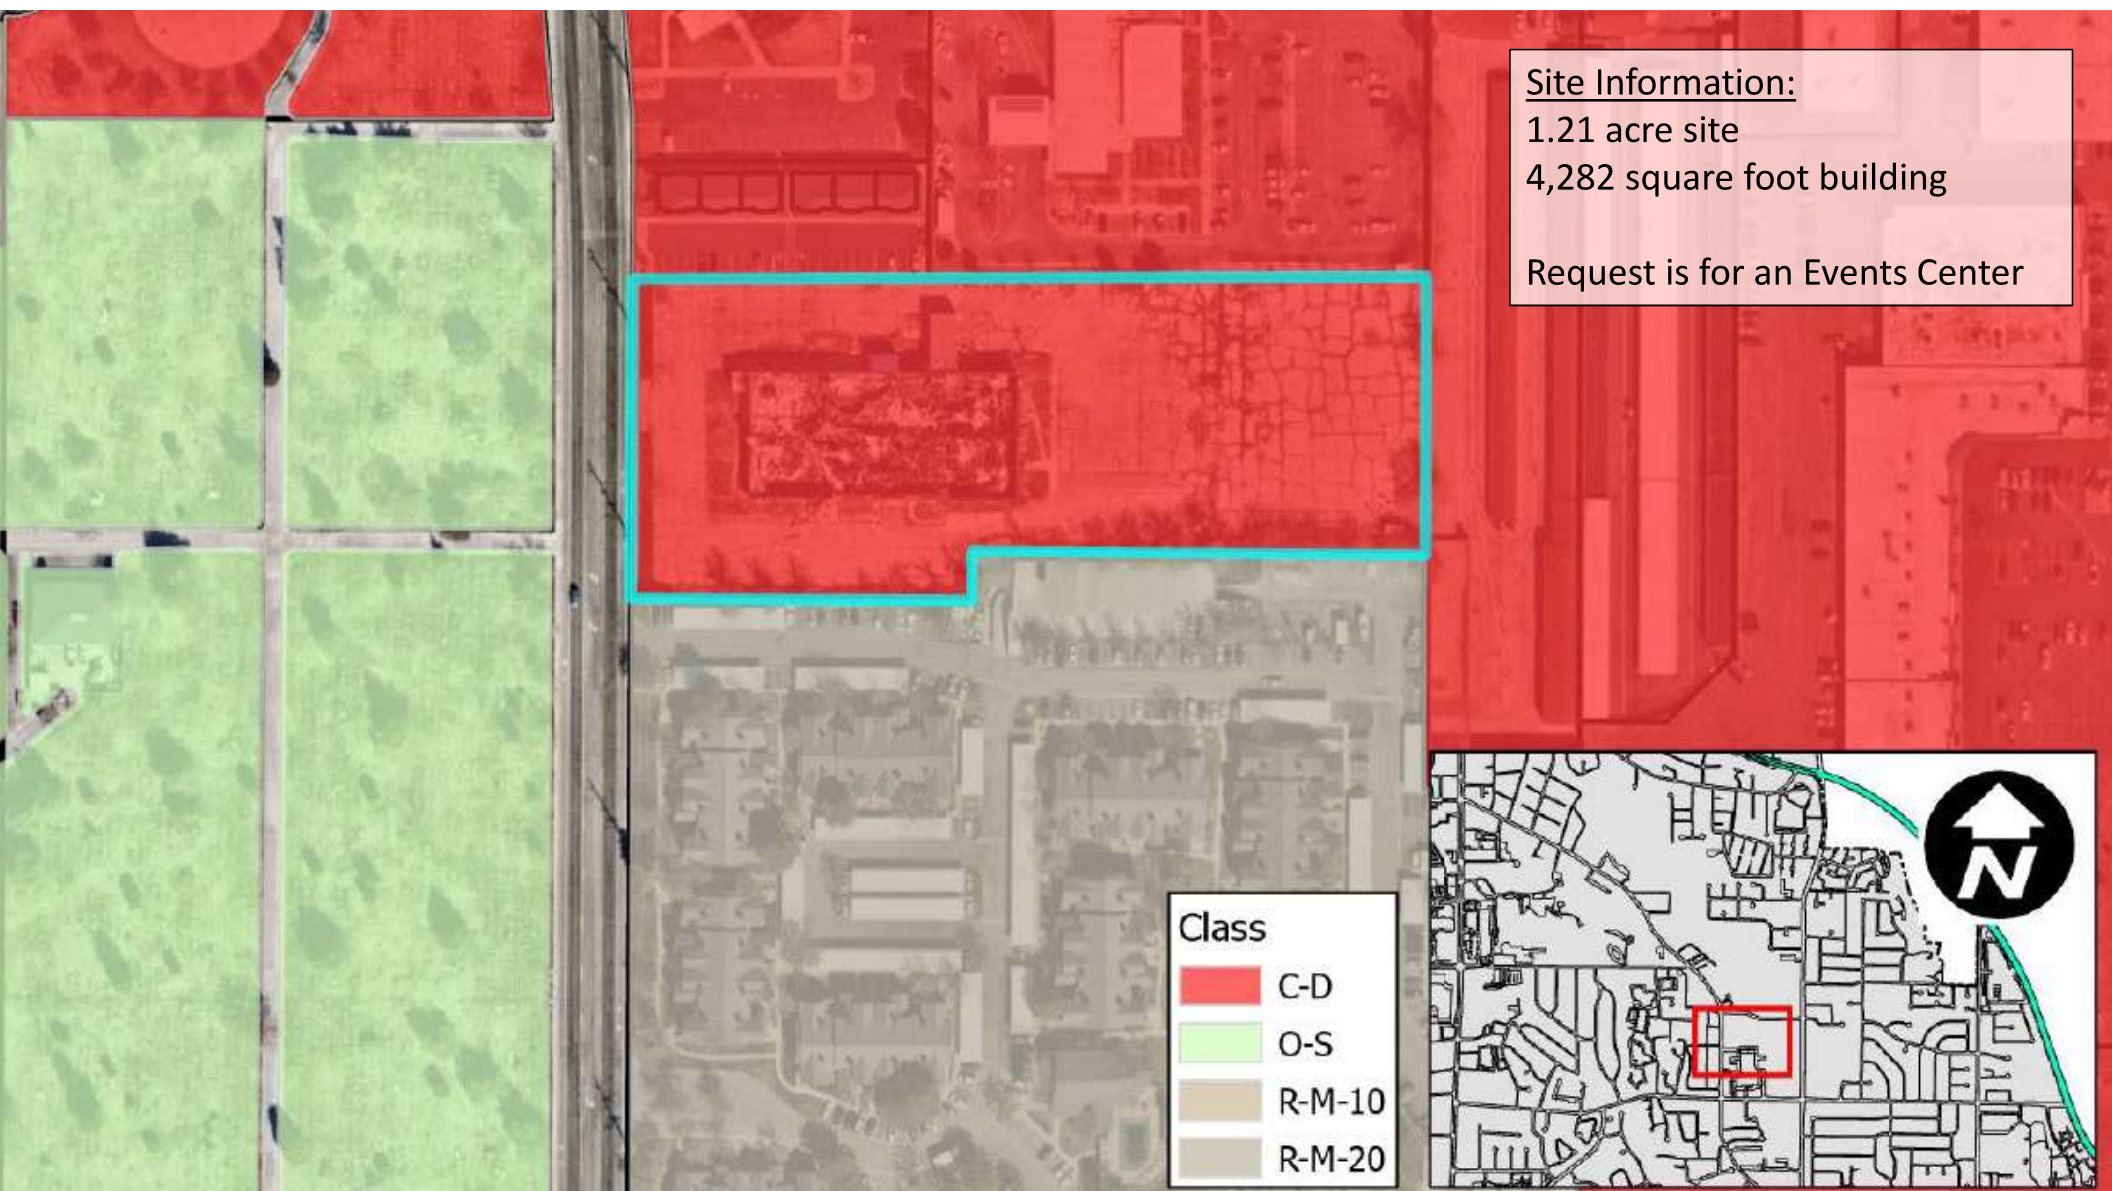 Site Information:
1.21 acre site
4,282 square foot building
Request is for an Events Center
N
Class
C-D
O-S
R-M-10
R-M-20